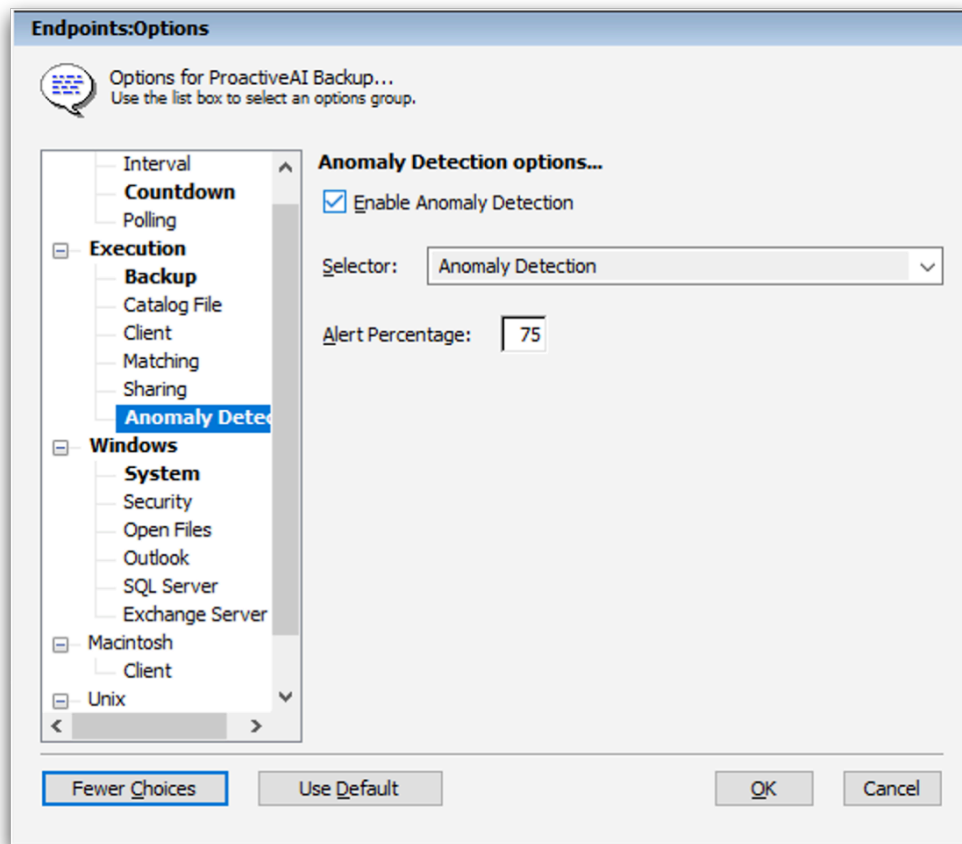 Endpoints:Options
Options for ProactiveAI Backup...
Use the list box to select an options group.
Interval
Countdown
Polling
Execution
Backup
Catalog File
Client
Matching
Sharing
Anomaly Detec
Windows
System
Security
Open Files
Outlook
SQL Server
Exchange Server
Macintosh
Client
Unix
Anomaly Detection options...
Enable Anomaly Detection
Selector: Anomaly Detection
Alert Percentage: 75
Fewer Choices Use Default OK Cancel